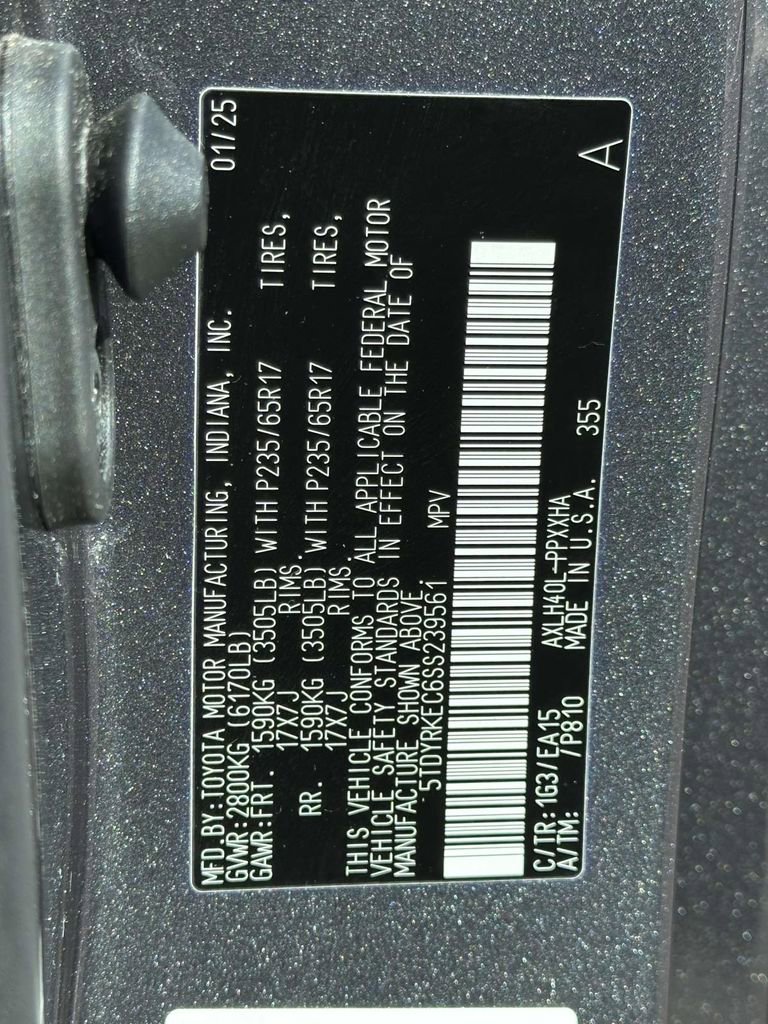 MFD.BY:TOYOTA MOTOR MANUFACTURING, INDIANA, INC. 01/25
GVWR:2800KG (6170LB)
GAWR:FRT. 1590KG (3505LB) WITH P235/65R17 TIRES,
17X7J RIMS.
RR. 1590KG (3505LB) WITH P235/65R17 TIRES,
17X7J RIMS.
THIS VEHICLE CONFORMS TO ALL APPLICABLE FEDERAL MOTOR
VEHICLE SAFETY STANDARDS IN EFFECT ON THE DATE OF
MANUFACTURE SHOWN ABOVE.
5TDYRKEC6SS239561 MPV
C/TR:1G3/EA15 AXLH40L-PPXXHA
A/TM: /P810 MADE IN U.S.A. 355 A